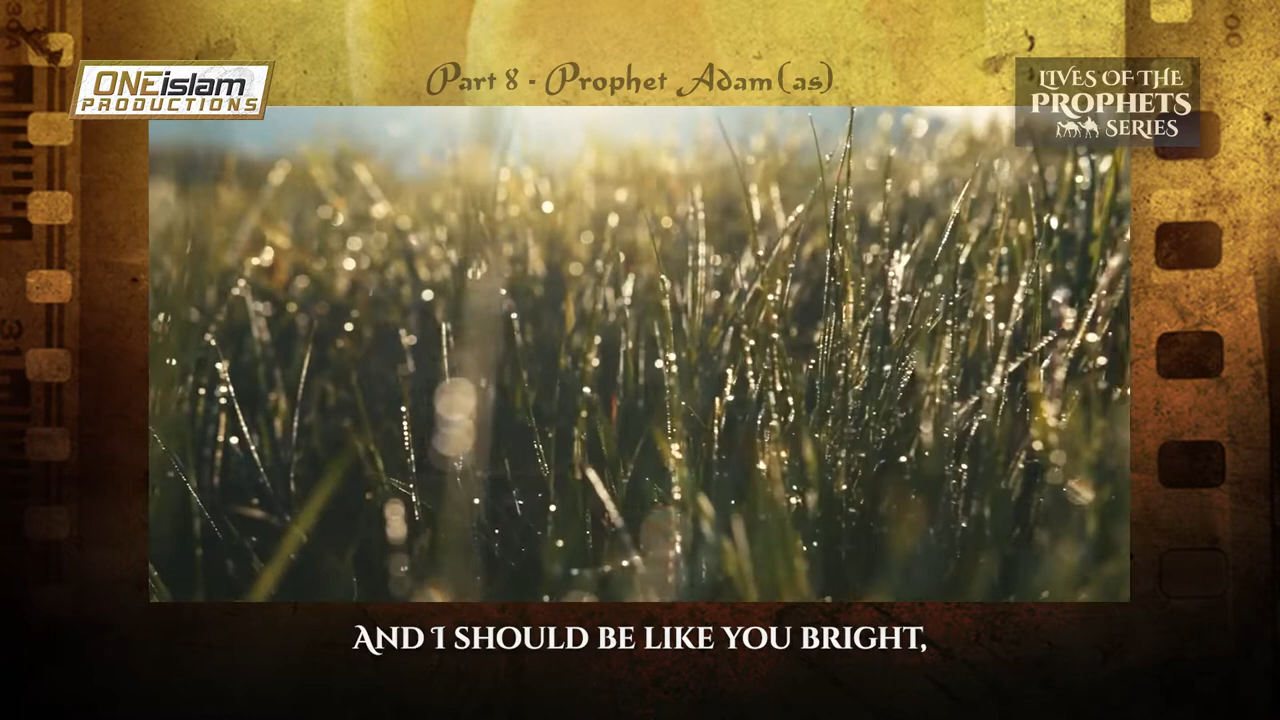 ONEislam
PRODUCTIONS
Part 8 - Prophet Adam (as)
LIVES OF THE
PROPHETS
SERIES
AND I SHOULD BE LIKE YOU BRIGHT,